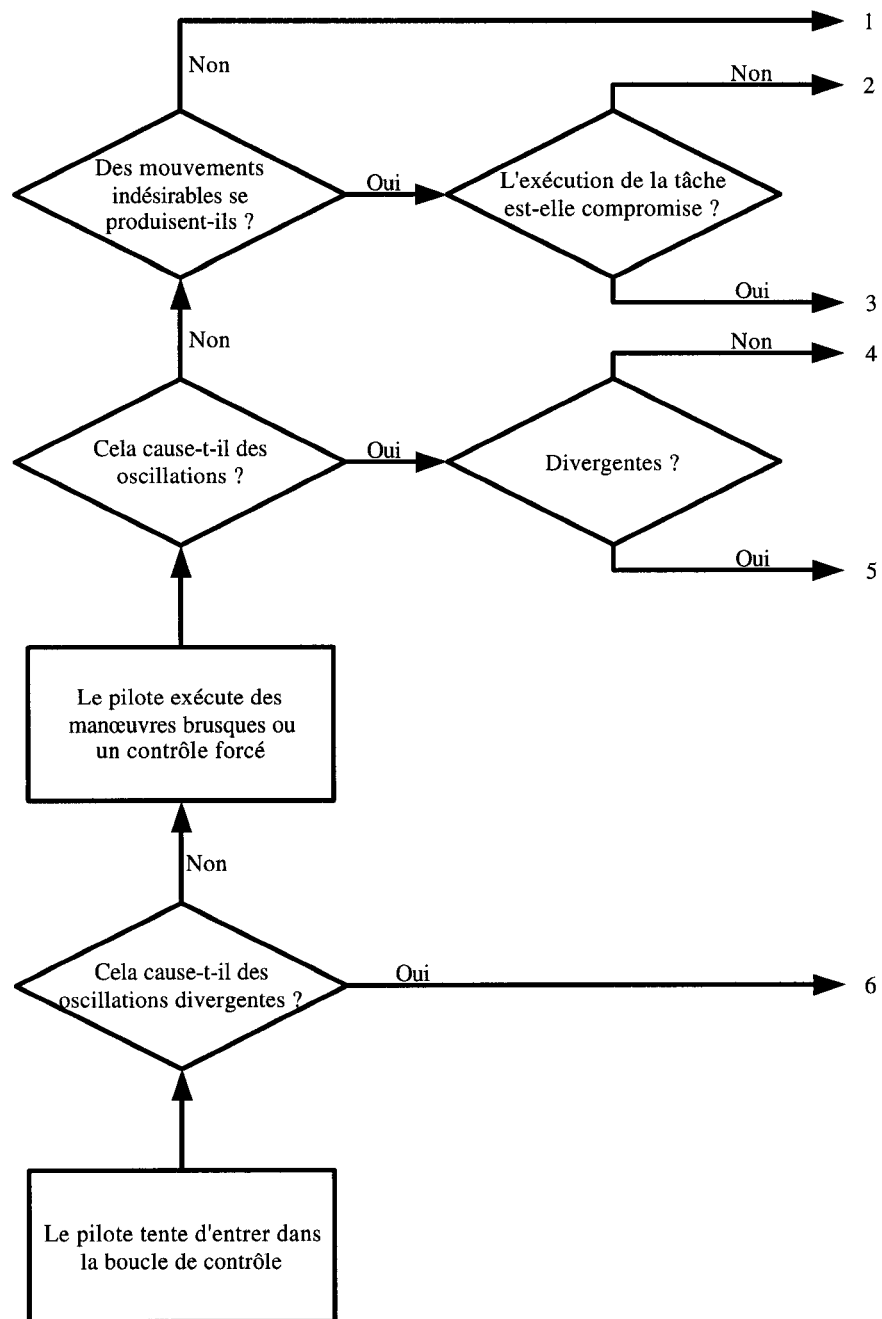 1
Non
Non
2
Des mouvements
indésirables se
produisent-ils ?
Oui
L'exécution de la tâche
est-elle compromise ?
Oui
3
Non
Non
4
Cela cause-t-il des
oscillations ?
Oui
Divergentes ?
Oui
5
Le pilote exécute des
manœuvres brusques ou
un contrôle forcé
Non
Cela cause-t-il des
oscillations divergentes ?
Oui
6
Le pilote tente d'entrer dans
la boucle de contrôle